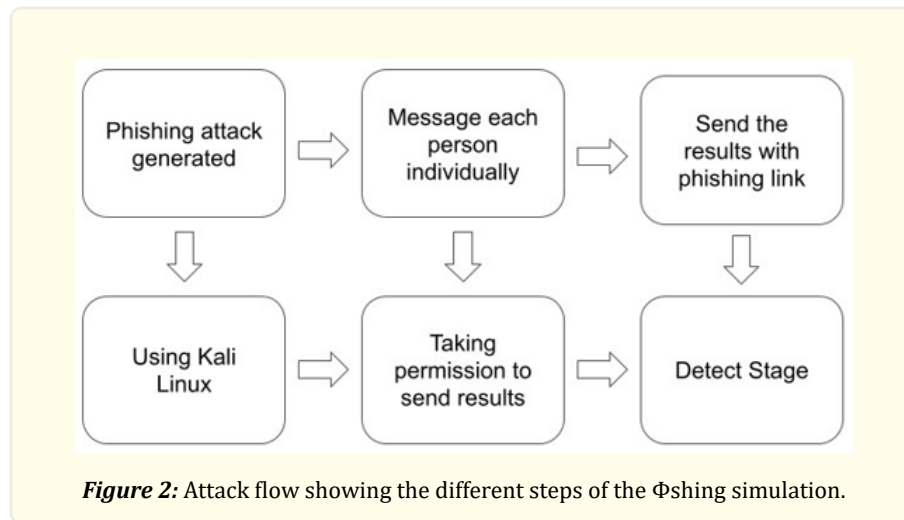 Phishing attack
generated
Message each
person
individually
Send the
results with
phishing link
Using Kali
Linux
Taking
permission to
send results
Detect Stage
Figure 2: Attack flow showing the different steps of the Φshing simulation.